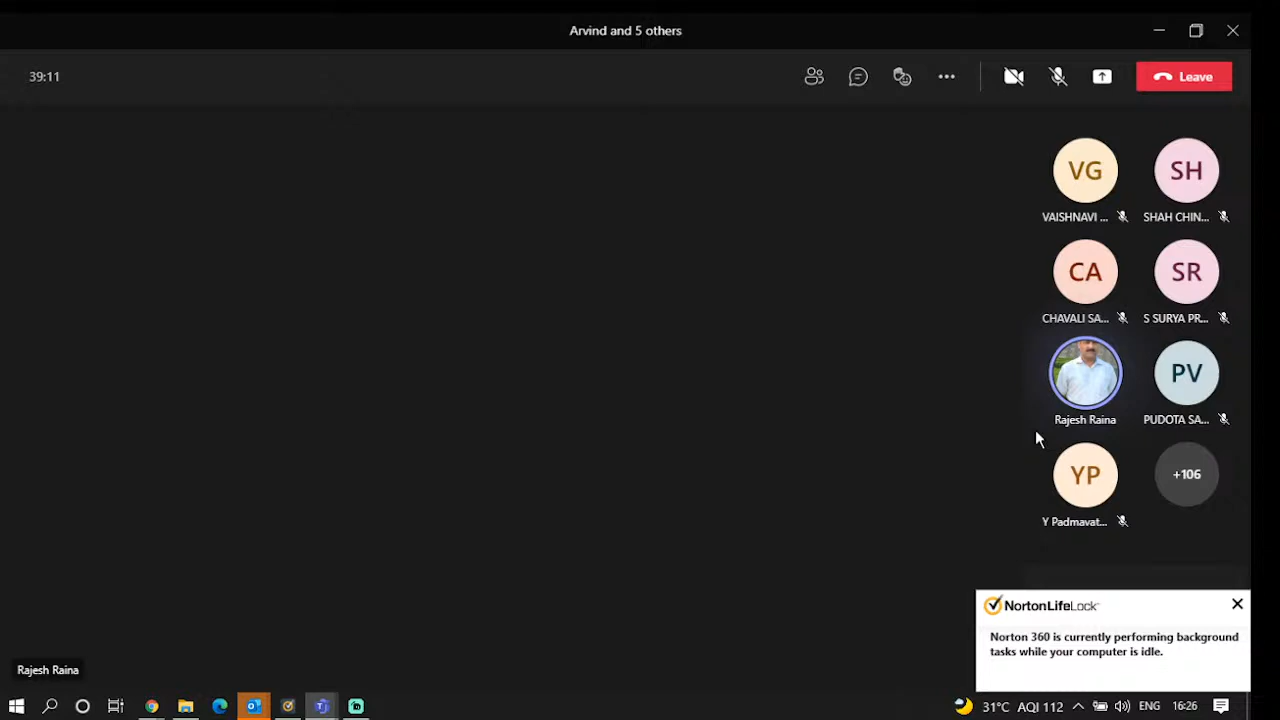 Arvind and 5 others
39:11
Leave
VG
SH
VAISHNAVI ...
SHAH CHIN...
CA
SR
CHAVALI SA...
S SURYA PR...
PV
Rajesh Raina
PUDOTA SA...
YP
+106
Y Padmavat...
NortonLifeLock
Norton 360 is currently performing background
tasks while your computer is idle.
Rajesh Raina
31°C AQI 112
ENG
16:26